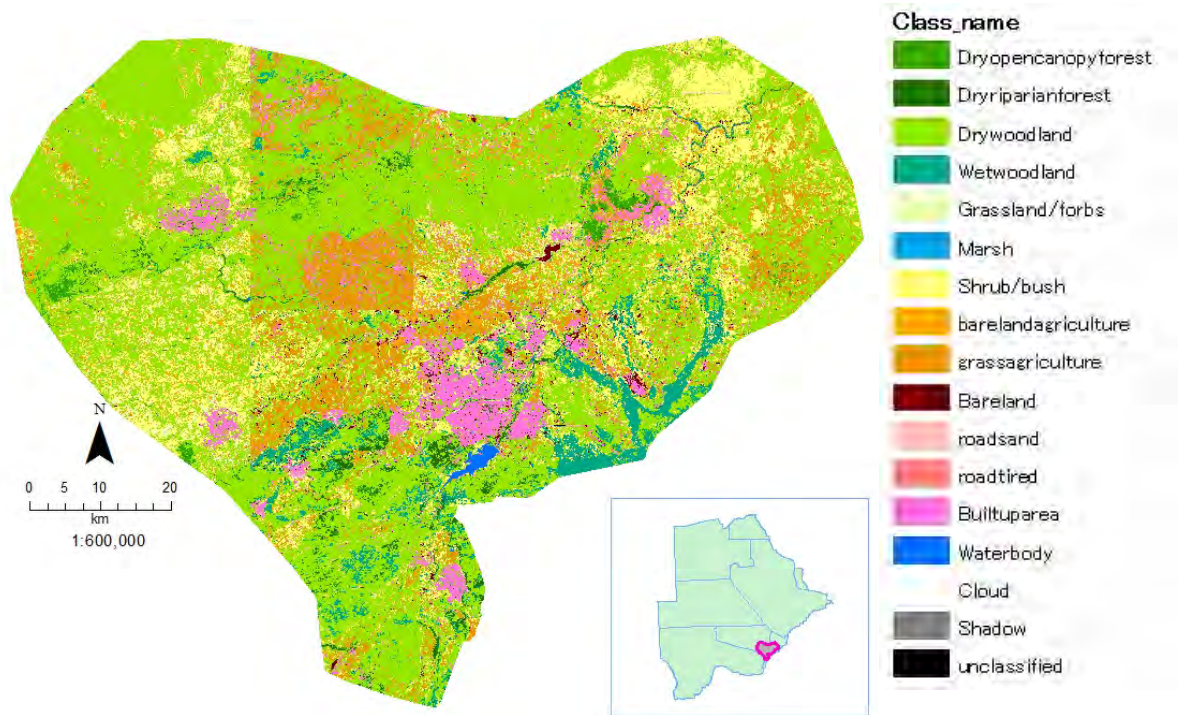 Class_name
Dryopencanopyforest
Dryriparianforest
Drywoodland
Wetwoodland
Grassland/forbs
Marsh
Shrub/bush
barelandagriculture
grassagriculture
Bareland
roadsand
roadtired
Builtuparea
Waterbody
Cloud
Shadow
unclassified
N
0 5 10 20
km
1:600,000